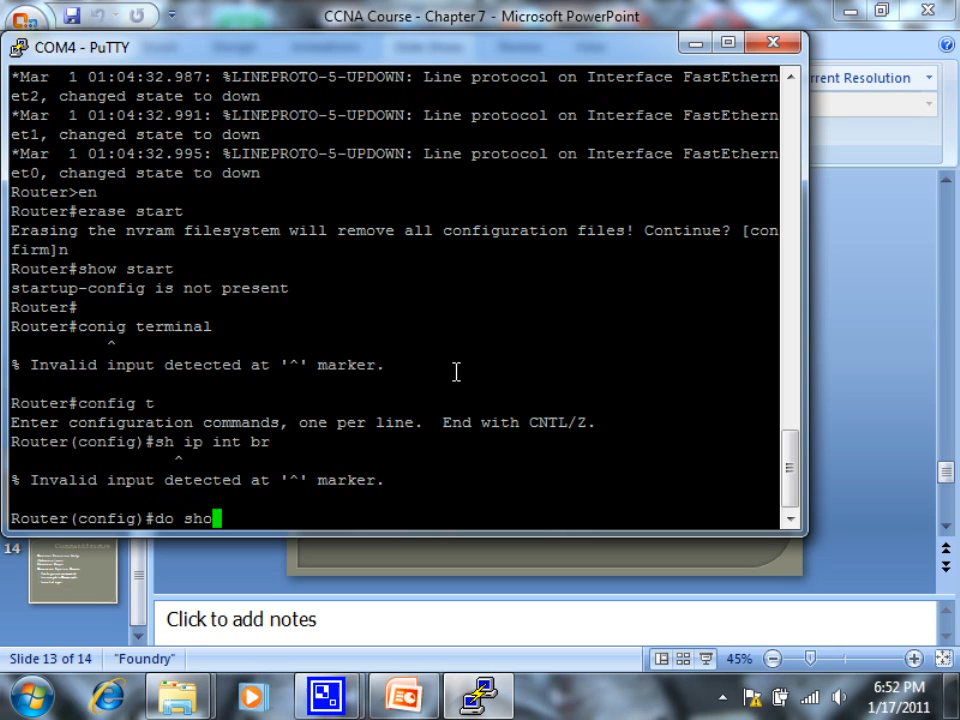 CCNA Course - Chapter 7 - Microsoft PowerPoint
COM4 - PuTTY
rrent Resolution
*Mar  1 01:04:32.987: %LINEPROTO-5-UPDOWN: Line protocol on Interface FastEthern
et2, changed state to down
*Mar  1 01:04:32.991: %LINEPROTO-5-UPDOWN: Line protocol on Interface FastEthern
et1, changed state to down
*Mar  1 01:04:32.995: %LINEPROTO-5-UPDOWN: Line protocol on Interface FastEthern
et0, changed state to down
Router>en
Router#erase start
Erasing the nvram filesystem will remove all configuration files! Continue? [con
firm]n
Router#show start
startup-config is not present
Router#
Router#conig terminal
^
% Invalid input detected at '^' marker.
Router#config t
Enter configuration commands, one per line.  End with CNTL/Z.
Router(config)#sh ip int br
^
% Invalid input detected at '^' marker.
Router(config)#do sho
14
Click to add notes
Slide 13 of 14
"Foundry"
45%
6:52 PM
1/17/2011